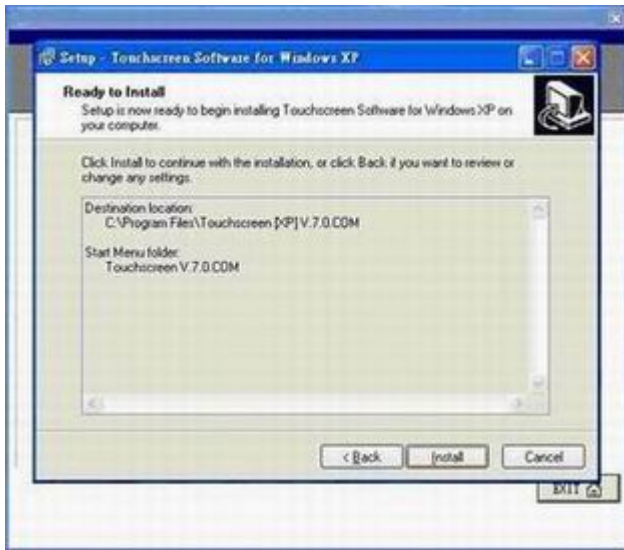 Setup - Touchscreen Software for Windows XP
Ready to Install
Setup is now ready to begin installing Touchscreen Software for Windows XP on
your computer.
Click Install to continue with the installation, or click Back if you want to review or
change any settings.
Destination location:
C:\Program Files\Touchscreen [XP] V.7.0.COM
Start Menu folder:
Touchscreen V.7.0.COM
< Back
Install
Cancel
EXIT